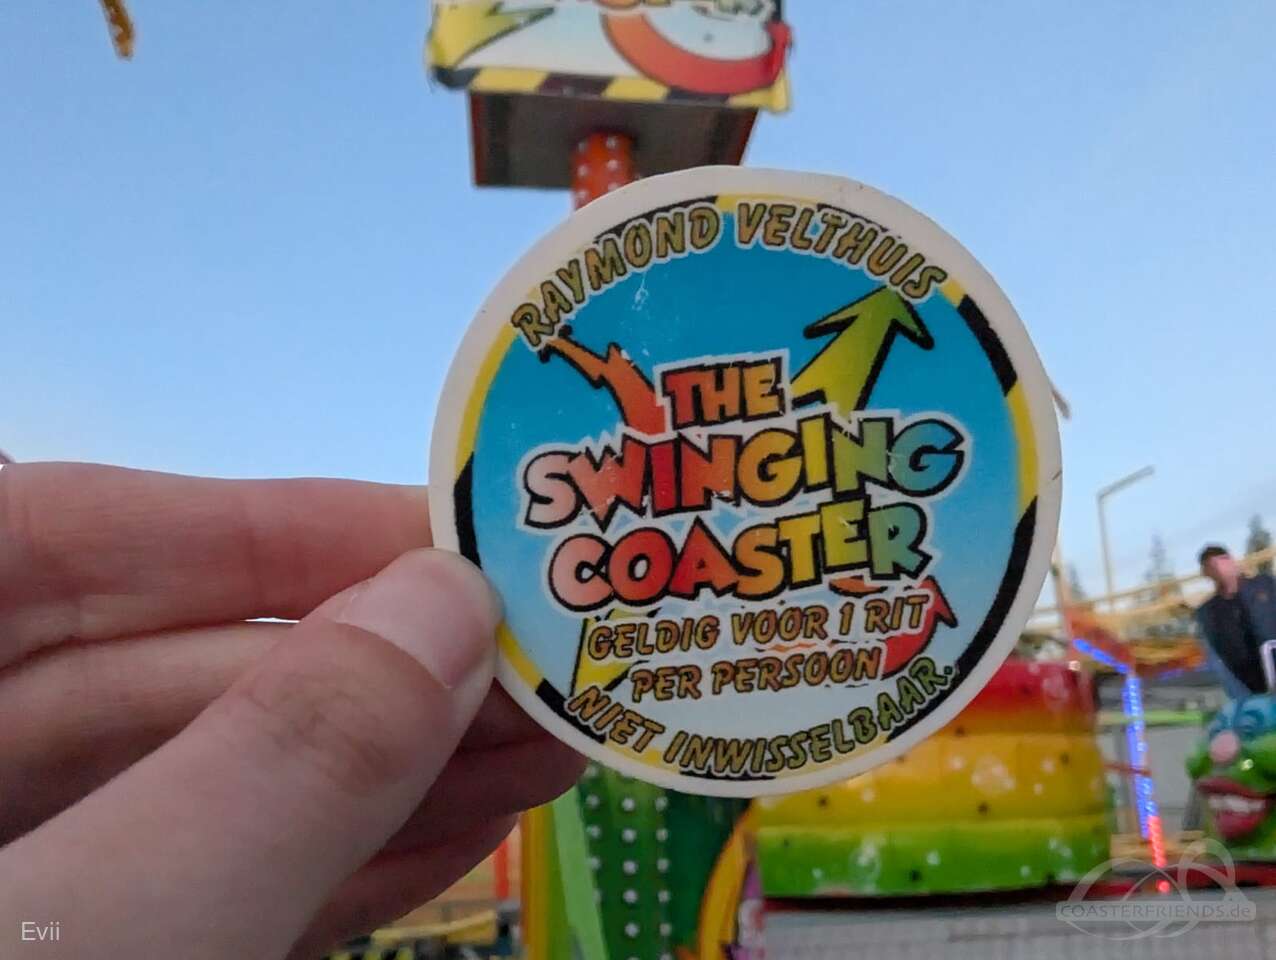 RAYMOND VELTHUIS
THE
SWINGING
COASTER
GELDIG VOOR 1 RIT
PER PERSOON
NIET INWISSELBAAR.
COASTERFRIENDS.de
Evii